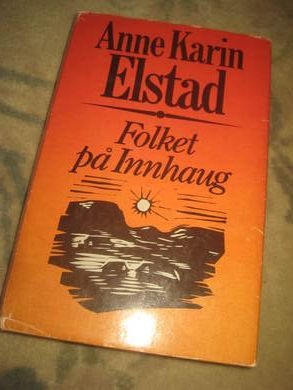 Anne Karin
Elstad
Folket
på Innhaug